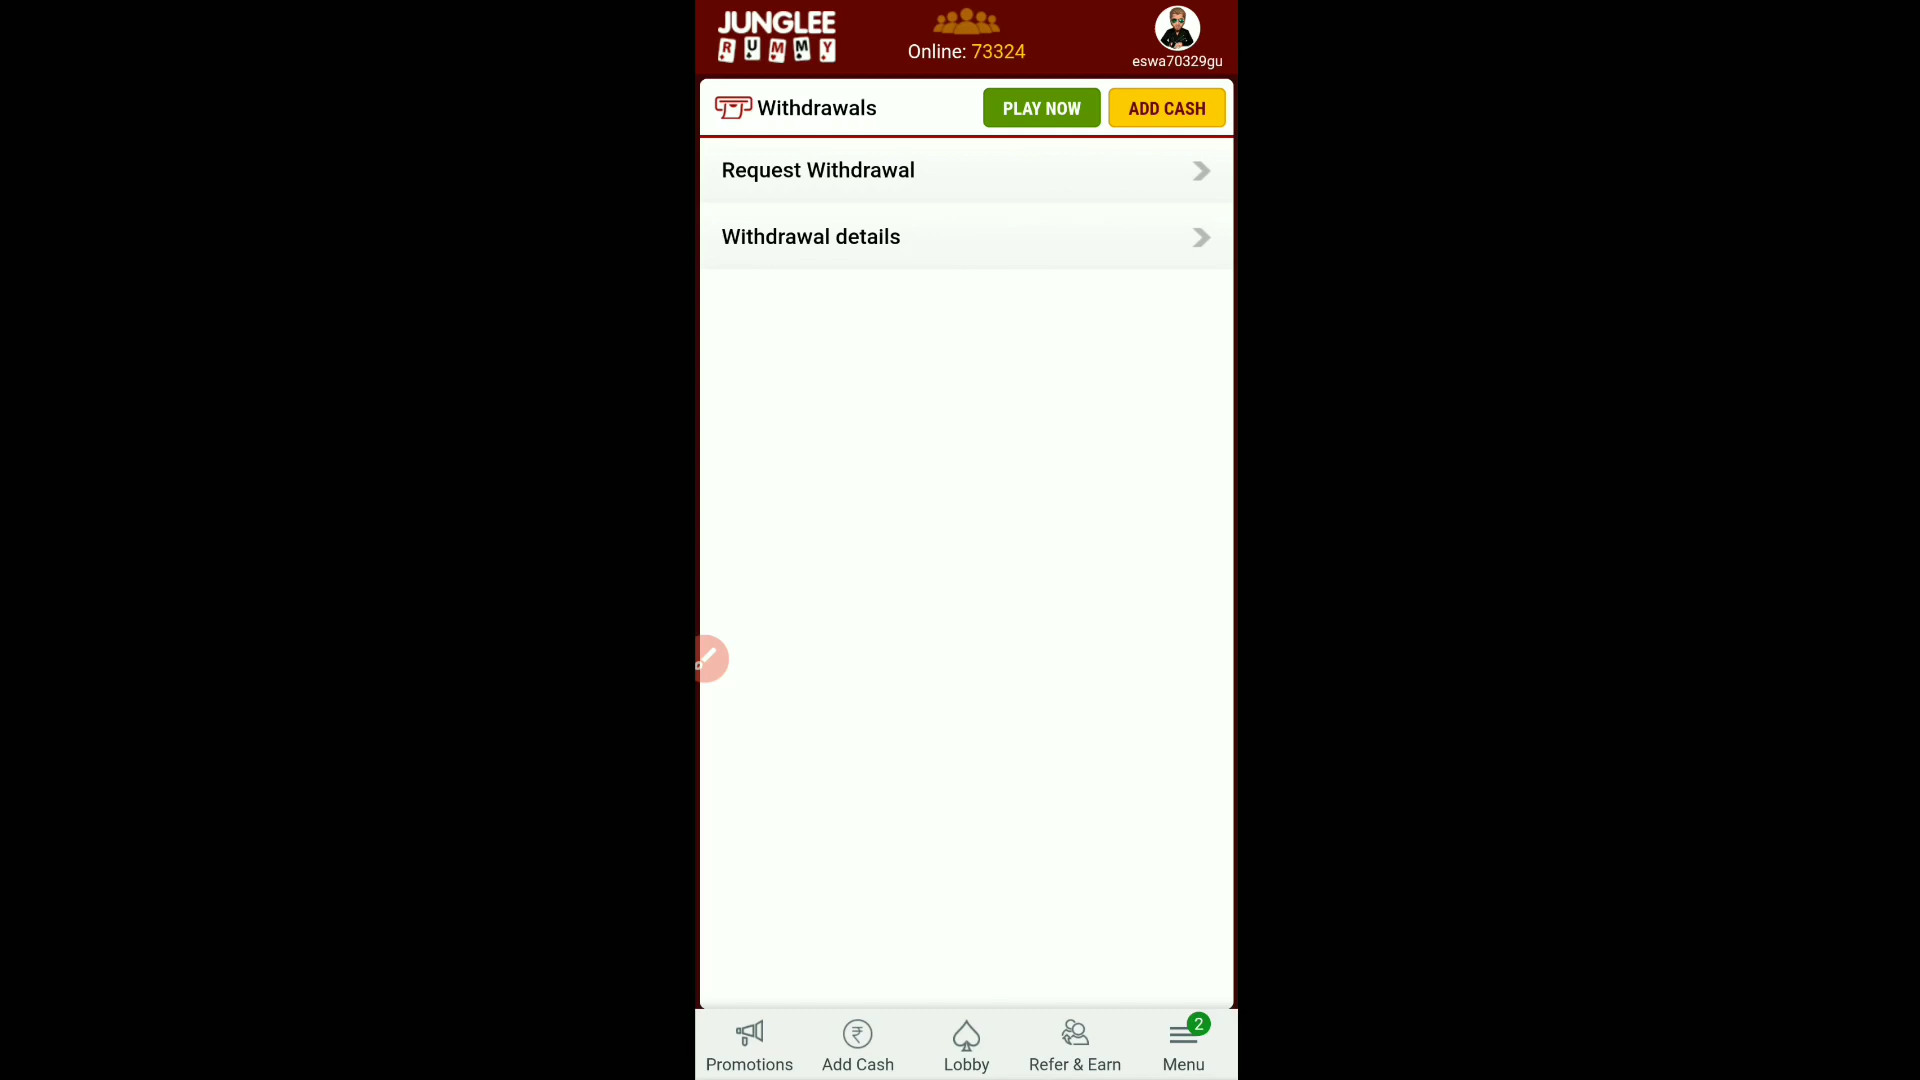 JUNGLEE
RUMMY
Online: 73324
eswa70329gu
Withdrawals
PLAY NOW
ADD CASH
Request Withdrawal
Withdrawal details
2
Promotions
Add Cash
Lobby
Refer & Earn
Menu